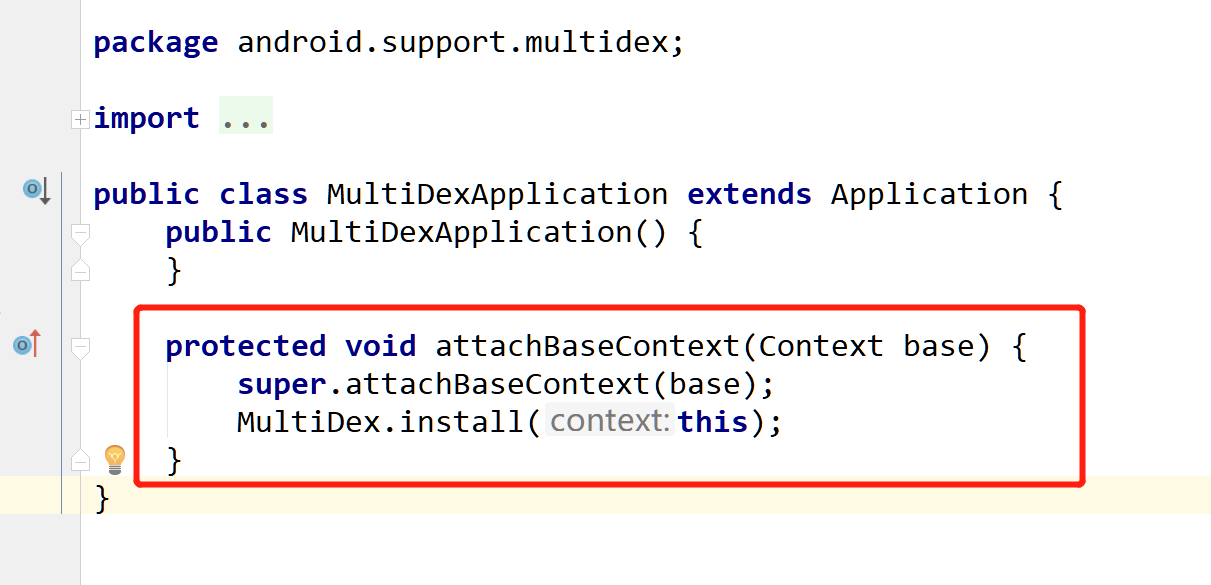 package android.support.multidex;
import ...
public class MultiDexApplication extends Application {
public MultiDexApplication() {
}
protected void attachBaseContext(Context base) {
super.attachBaseContext(base);
MultiDex.install( context: this);
}
}